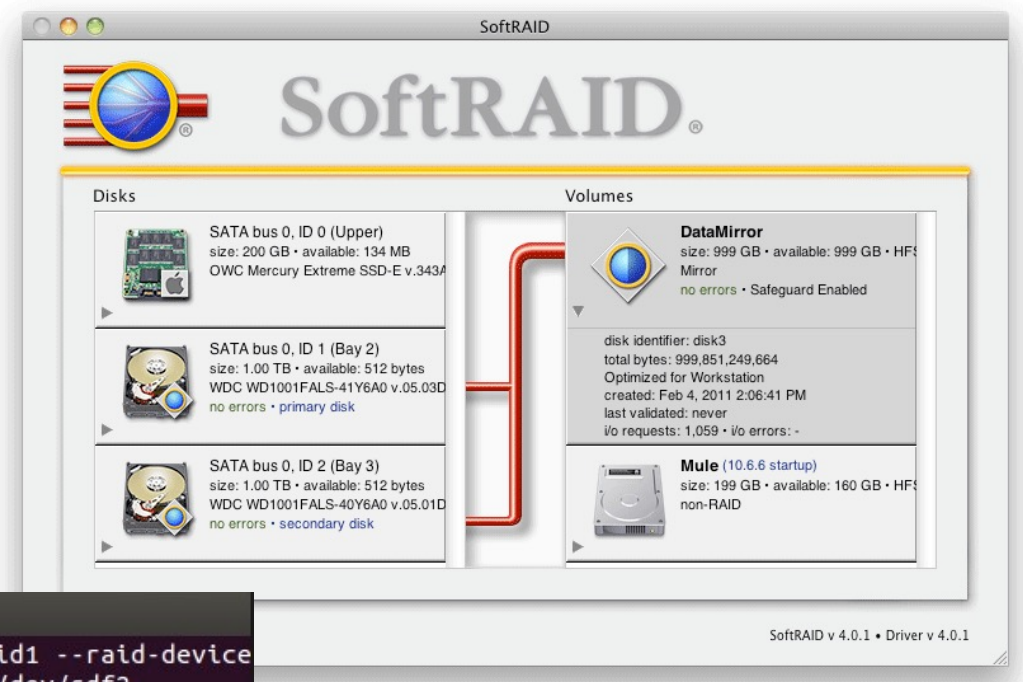 SoftRAID
SoftRAID®
®
Disks
Volumes
SATA bus 0, ID 0 (Upper)
size: 200 GB • available: 134 MB
OWC Mercury Extreme SSD-E v.343A
SATA bus 0, ID 1 (Bay 2)
size: 1.00 TB • available: 512 bytes
WDC WD1001FALS-41Y6A0 v.05.03D
no errors • primary disk
SATA bus 0, ID 2 (Bay 3)
size: 1.00 TB • available: 512 bytes
WDC WD1001FALS-40Y6A0 v.05.01D
no errors • secondary disk
DataMirror
size: 999 GB • available: 999 GB • HFS
Mirror
no errors • Safeguard Enabled
disk identifier: disk3
total bytes: 999,851,249,664
Optimized for Workstation
created: Feb 4, 2011 2:06:41 PM
last validated: never
i/o requests: 1,059 • i/o errors: -
Mule (10.6.6 startup)
size: 199 GB • available: 160 GB • HFS
non-RAID
SoftRAID v 4.0.1 • Driver v 4.0.1
id1 --raid-device